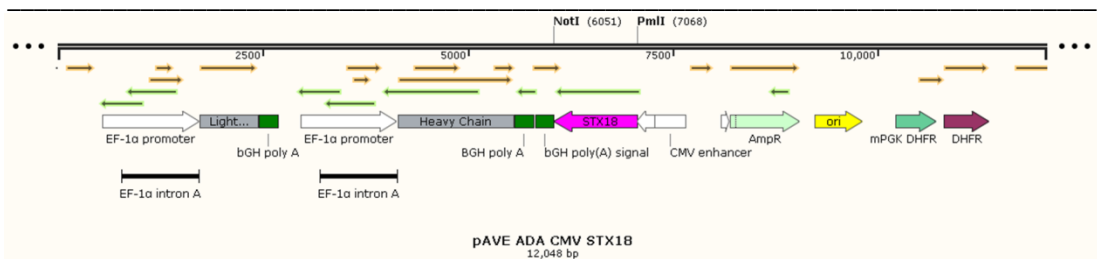 NotI (6051) PmlI (7068)
2500 5000 7500 10,000
Light... Heavy Chain STX18 ori
EF-1α promoter EF-1α promoter AmpR mPGK DHFR DHFR
bGH poly A BGH poly A bGH poly(A) signal CMV enhancer
EF-1α intron A EF-1α intron A
pAVE ADA CMV STX18
12,048 bp